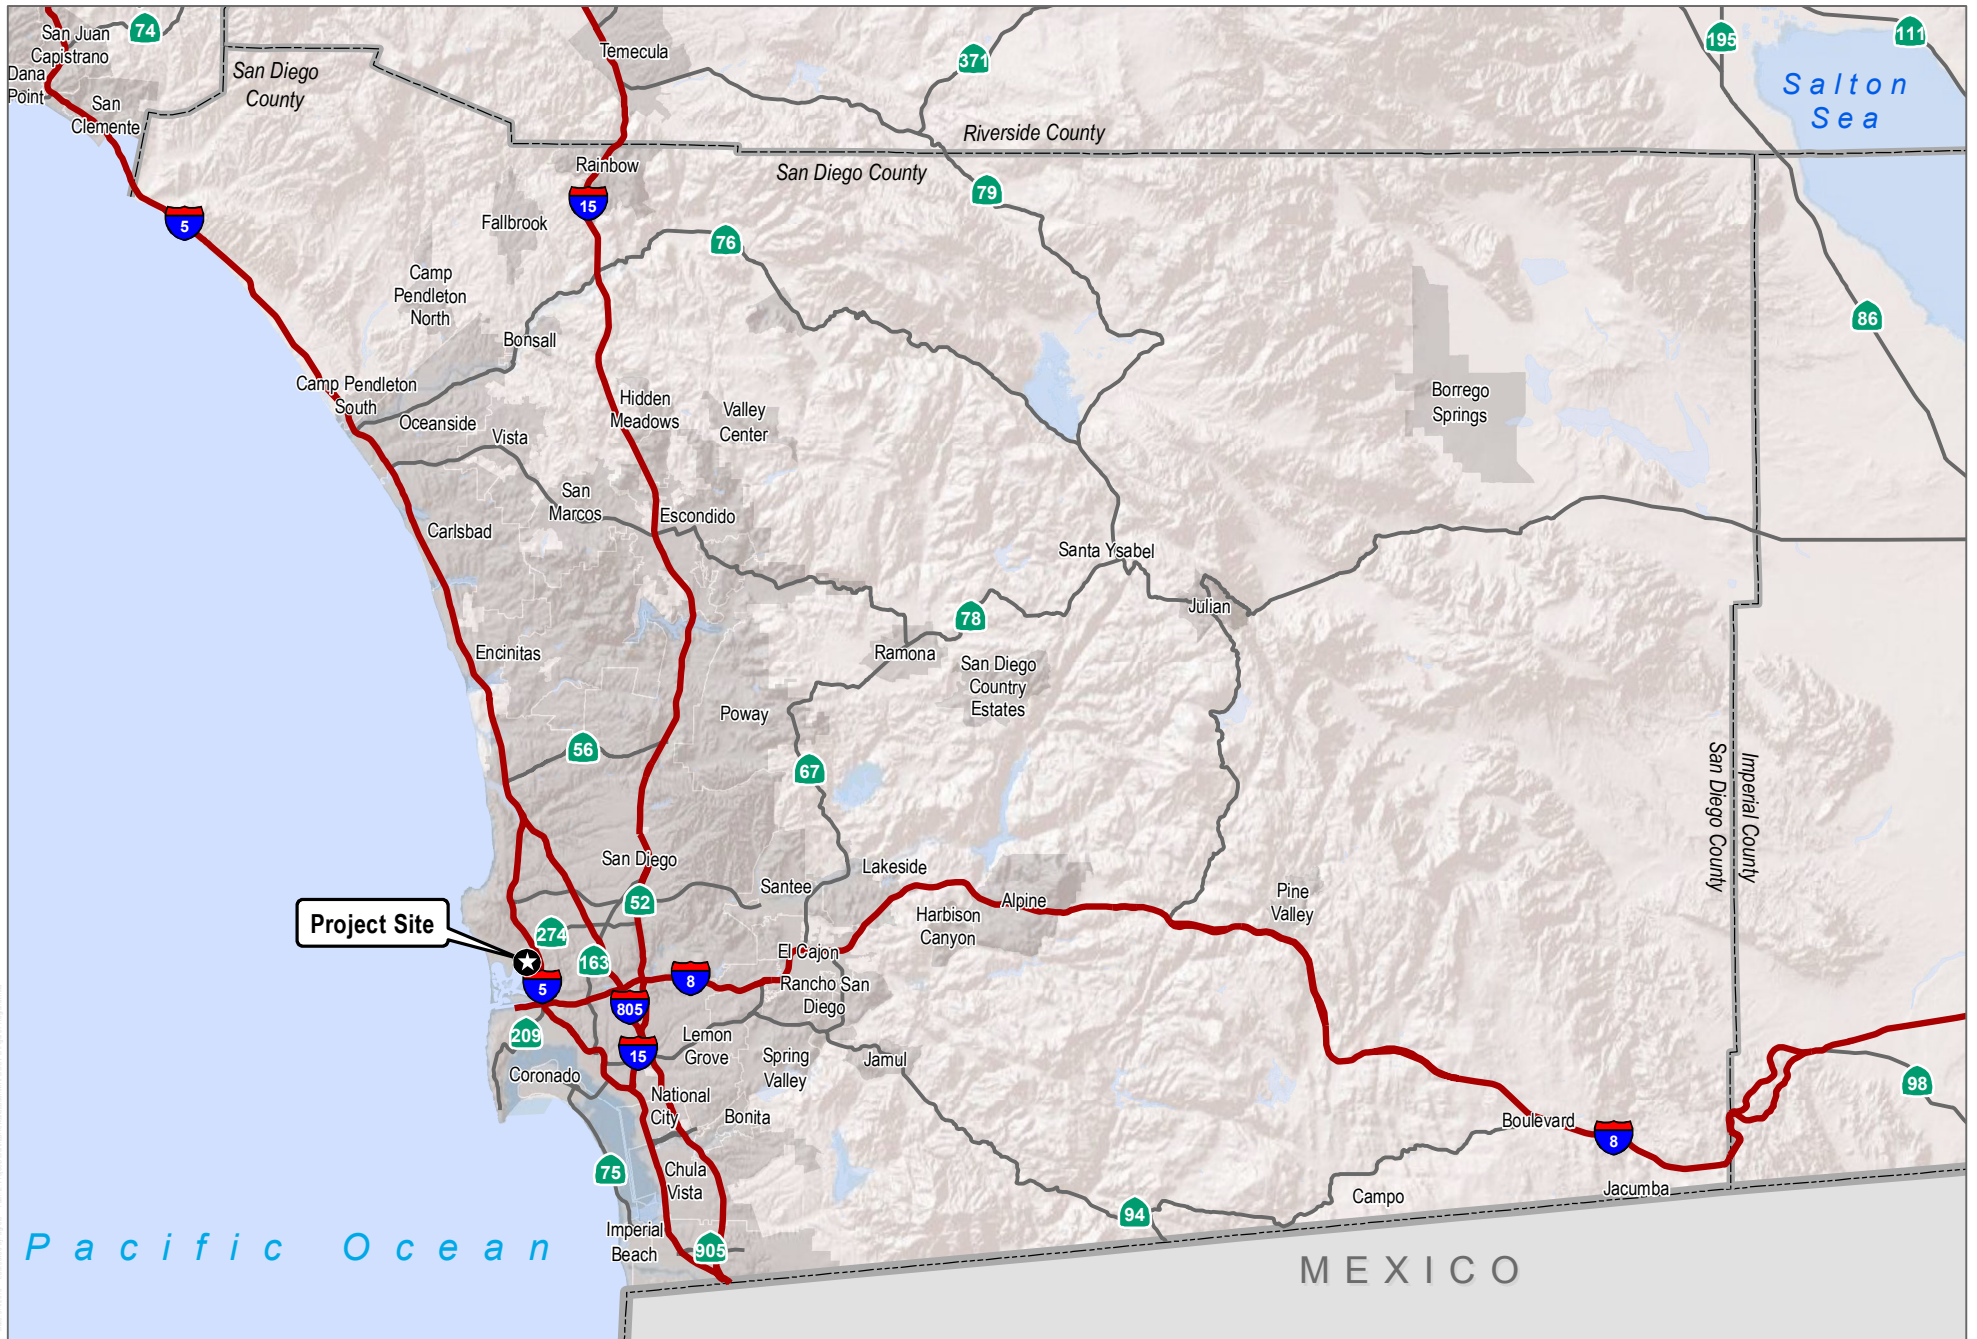 San Juan
Capistrano
74
Dana
Point
San
Clemente
San Diego
County
Temecula
371
195
111
Salton
Sea
Riverside County
San Diego County
Rainbow
15
79
5
Fallbrook
76
Camp
Pendleton
North
Bonsall
86
Camp Pendleton
South
Oceanside
Vista
Hidden
Meadows
Valley
Center
Borrego
Springs
San
Marcos
Escondido
Carlsbad
Santa Ysabel
Julian
78
Encinitas
Ramona
San Diego
Country
Estates
Poway
56
67
San Diego County
Imperial County
San Diego
Lakeside
Santee
52
Alpine
Pine
Valley
Harbison
Canyon
Project Site
274
163
El Cajon
5
8
Rancho San
Diego
805
209
Lemon
Grove
15
Spring
Valley
Jamul
Coronado
National
City
Bonita
98
Boulevard
8
75
Chula
Vista
94
Campo
Jacumba
Imperial
Beach
905
Pacific Ocean
MEXICO